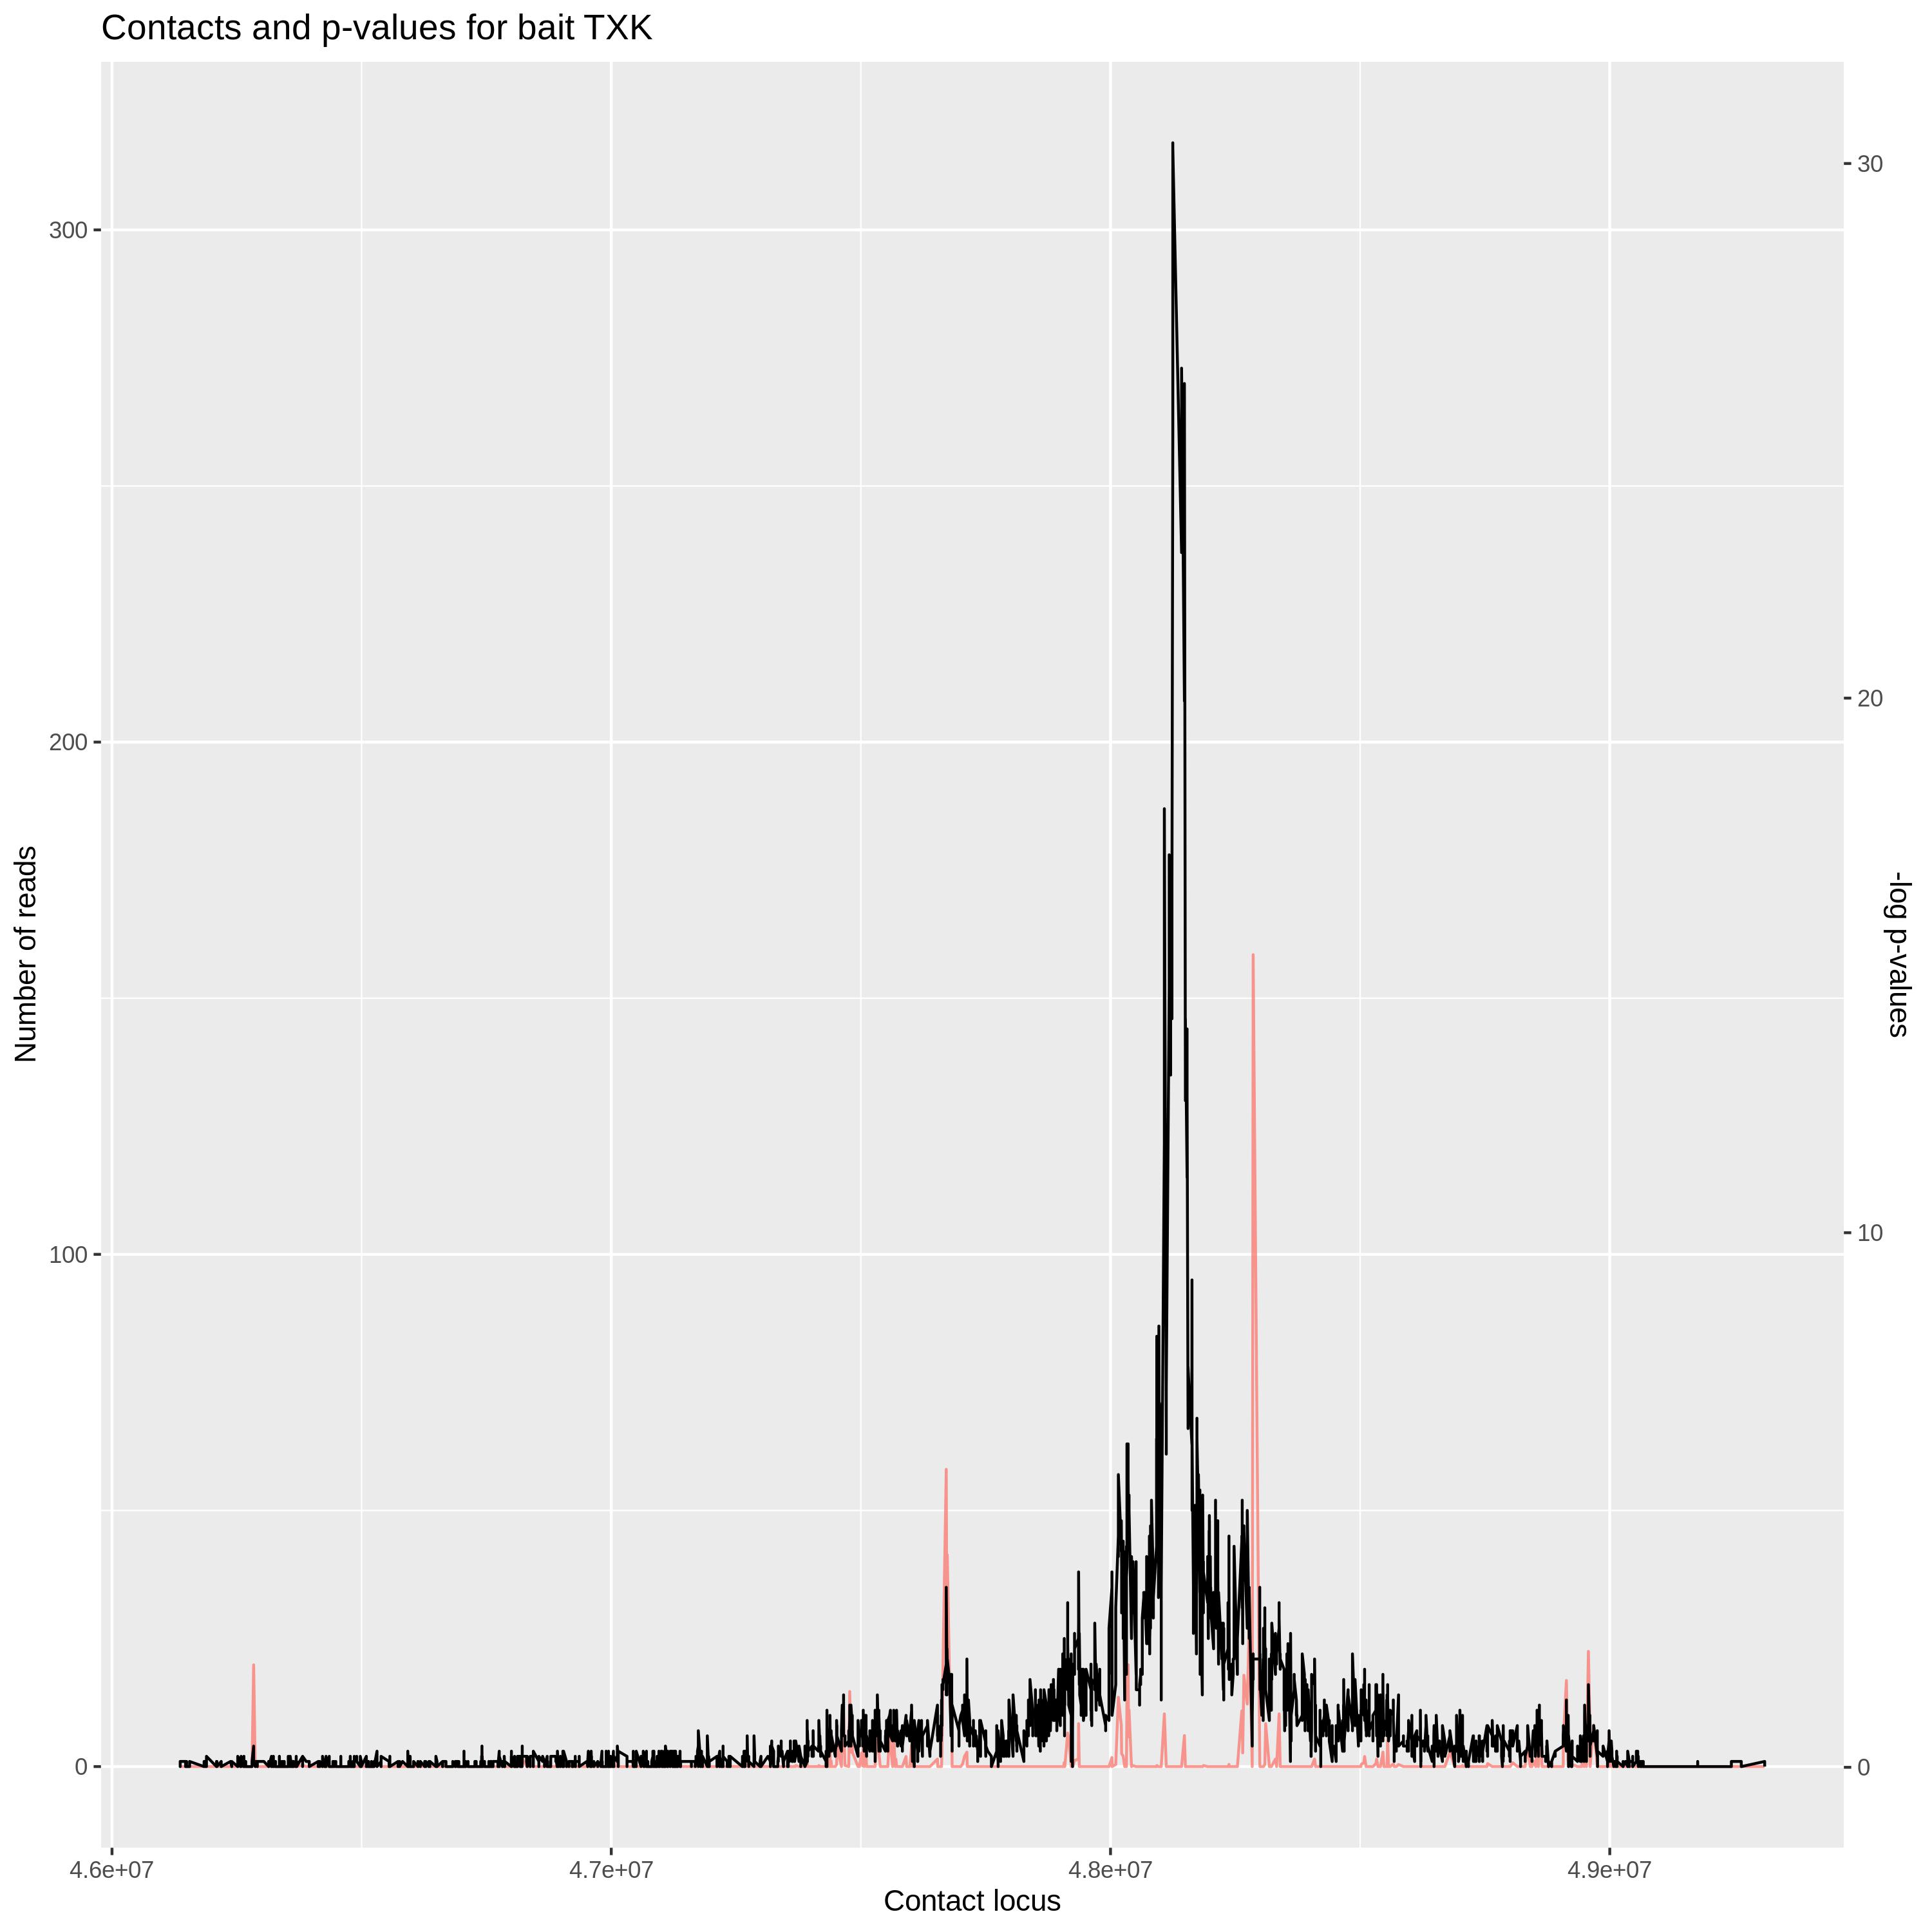 Contacts and p-values for bait TXK
Number of reads
300
200
100
0
30
20
10
0
-log p-values
4.6e+07 4.7e+07 4.8e+07 4.9e+07
Contact locus